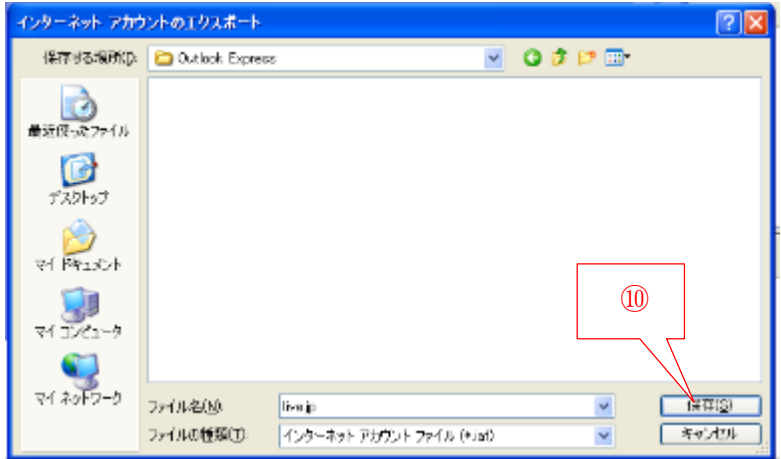 インターネット アカウントのエクスポート
保存する場所(I):
Outlook Express
最近使ったファイル
デスクトップ
マイ ドキュメント
マイ コンピュータ
マイ ネットワーク
⑩
ファイル名(N):
live.jp
保存(S)
ファイルの種類(T):
インターネット アカウント ファイル (*.iaf)
キャンセル